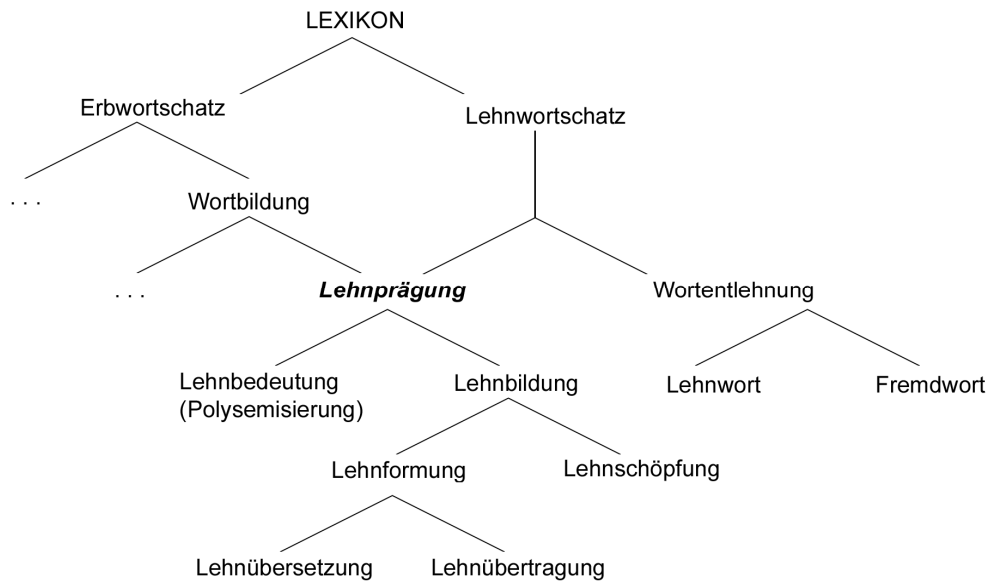 LEXIKON
Erbwortschatz
Lehnwortschatz
. . .
Wortbildung
. . .
Lehnprägung
Wortentlehnung
Lehnbedeutung
(Polysemisierung)
Lehnbildung
Lehnwort
Fremdwort
Lehnformung
Lehnschöpfung
Lehnübersetzung
Lehnübertragung